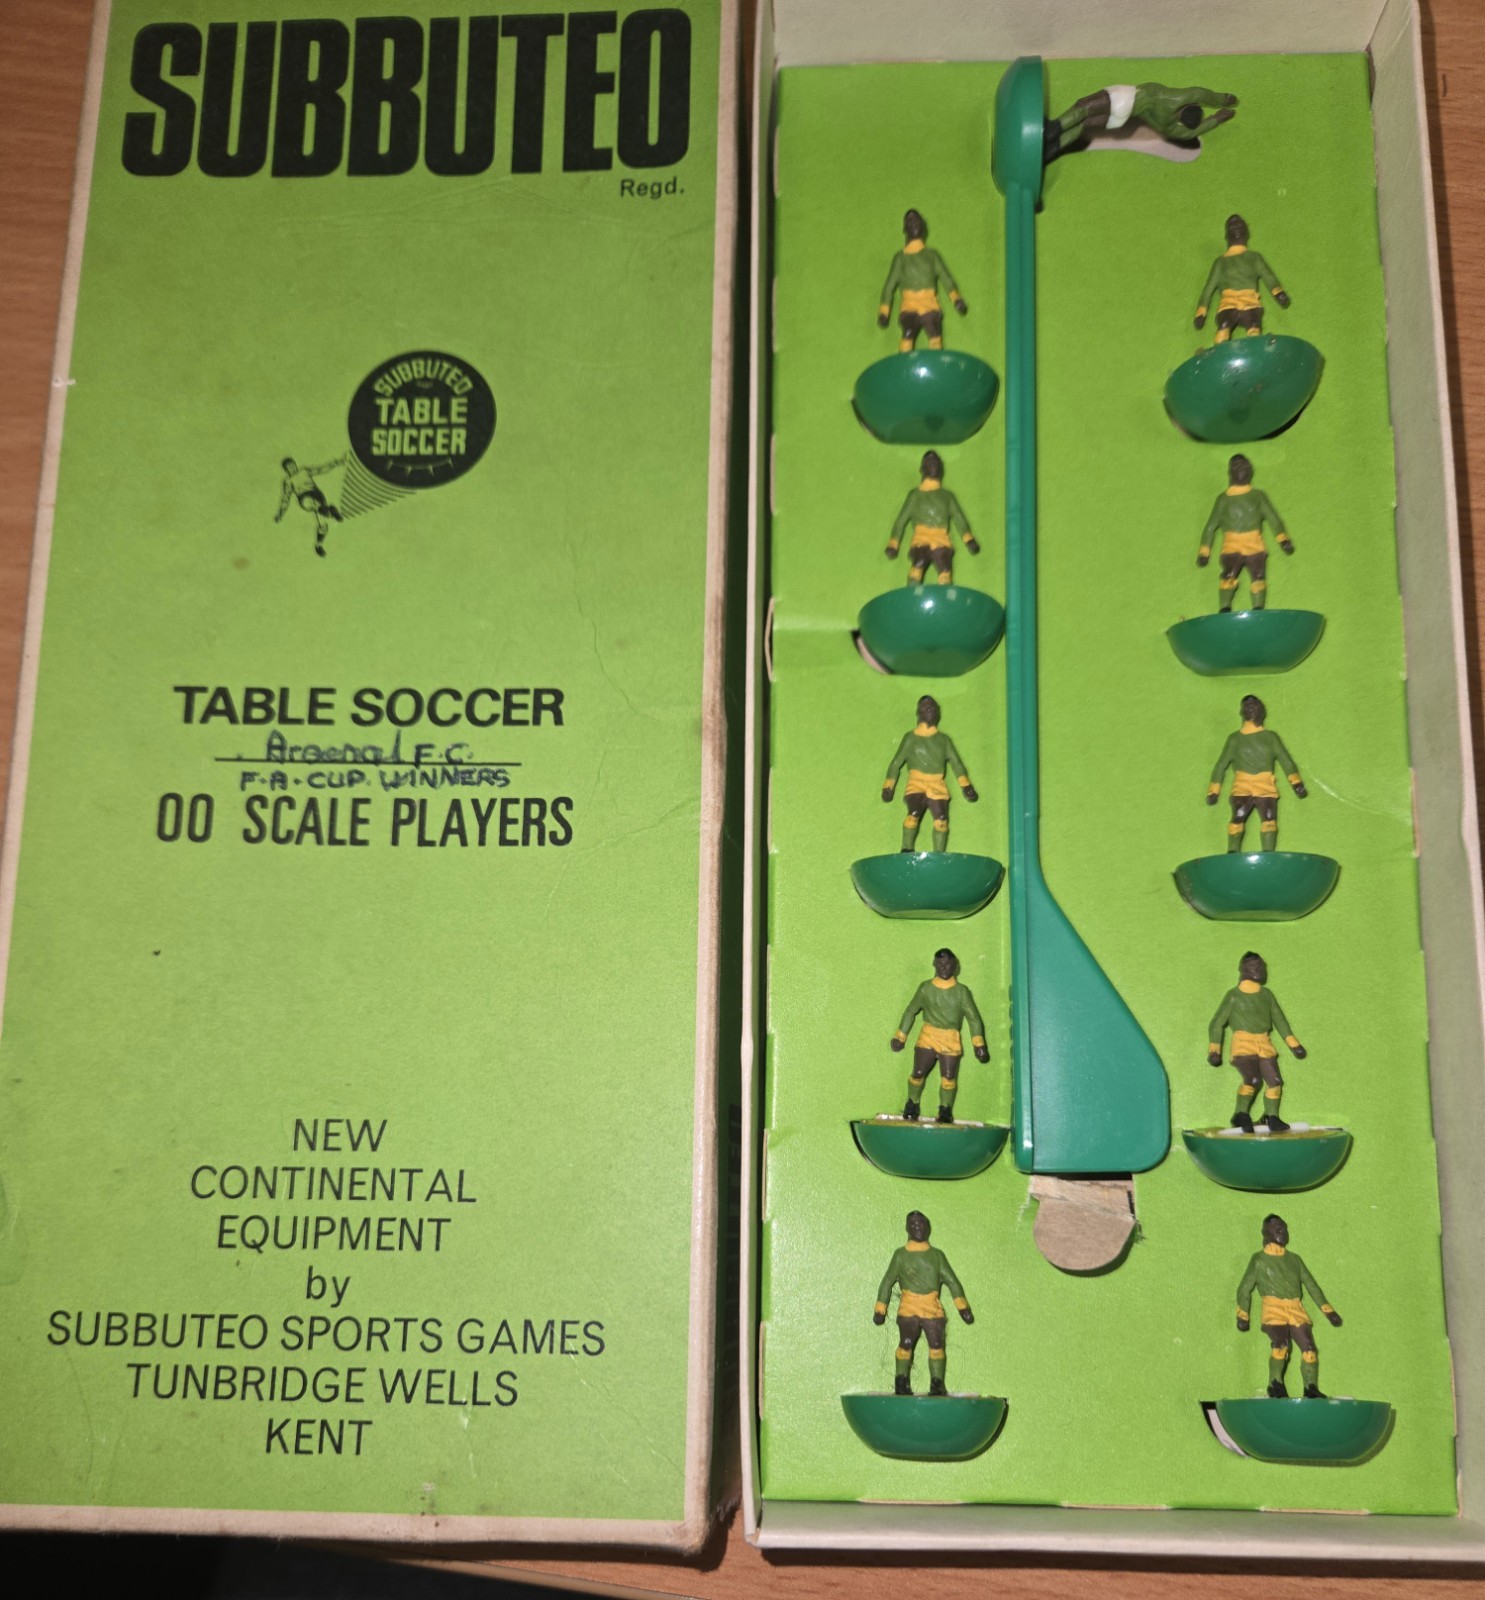 SUBBUTEO
Regd.
SUBBUTEO
TABLE
SOCCER
TABLE SOCCER
Arsenal F.C.
F.A. CUP. WINNERS
00 SCALE PLAYERS
NEW
CONTINENTAL
EQUIPMENT
by
SUBBUTEO SPORTS GAMES
TUNBRIDGE WELLS
KENT